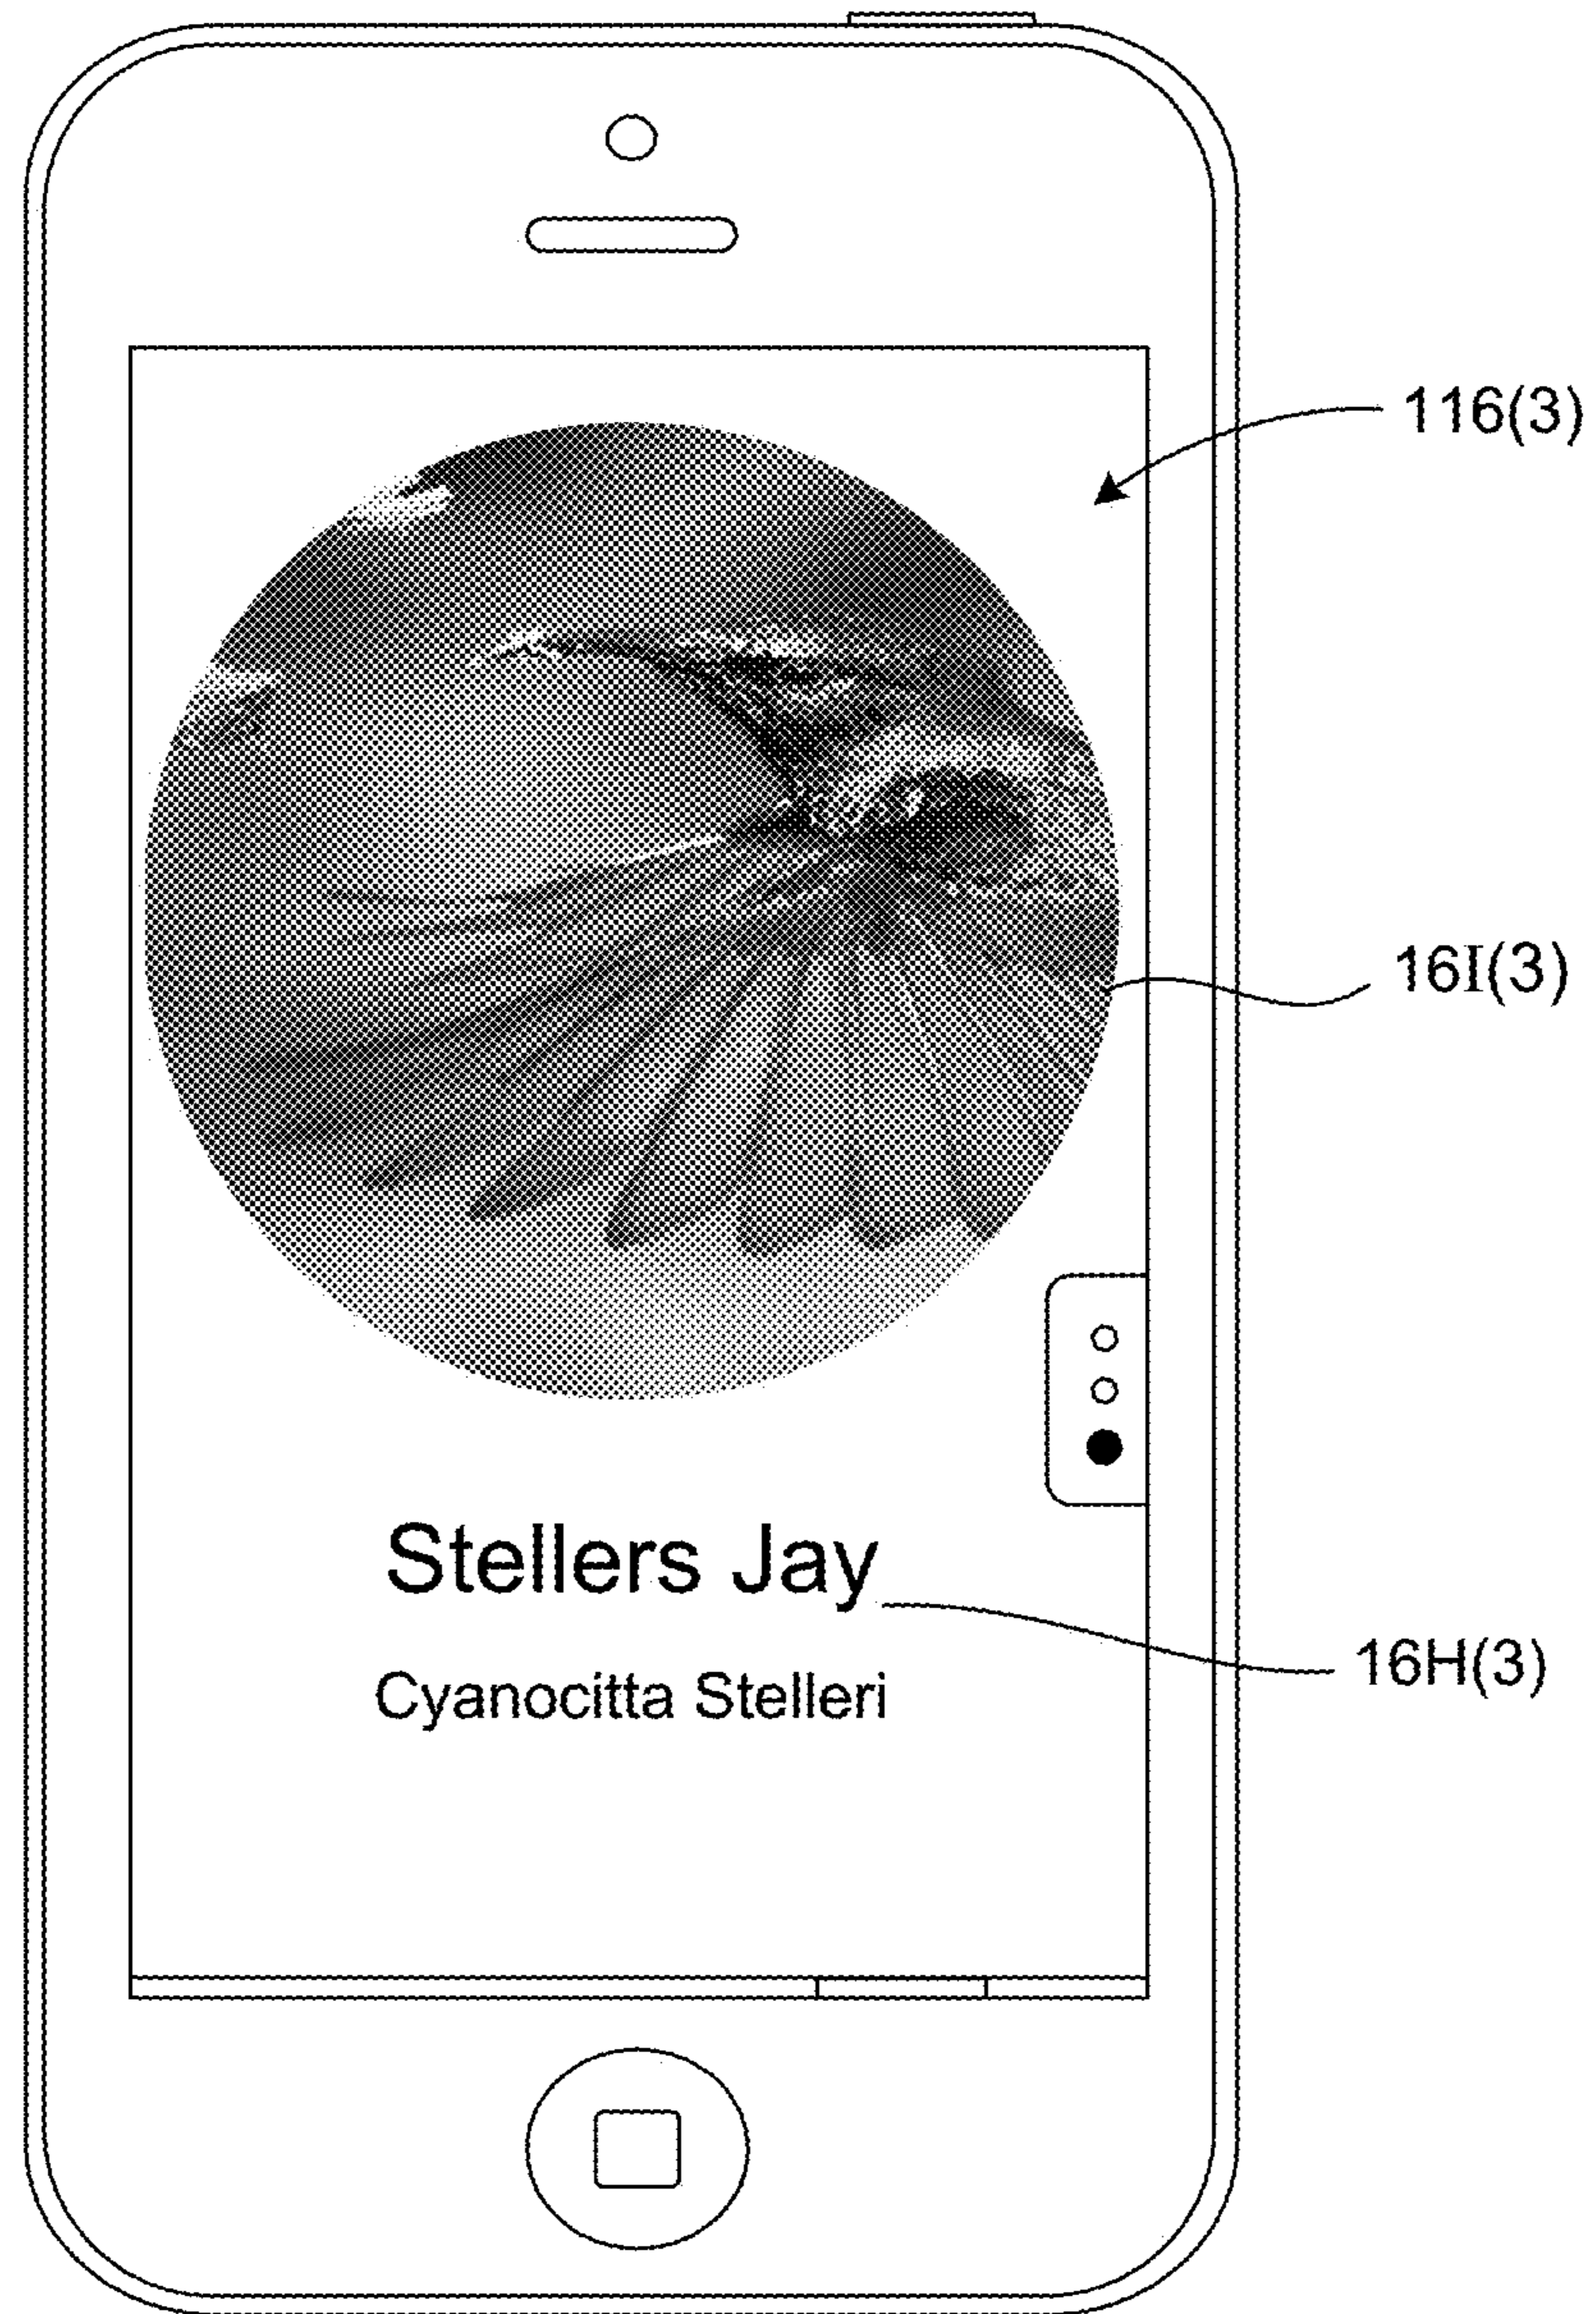 116(3)
16I(3)
Stellers Jay
16H(3)
Cyanocitta Stelleri